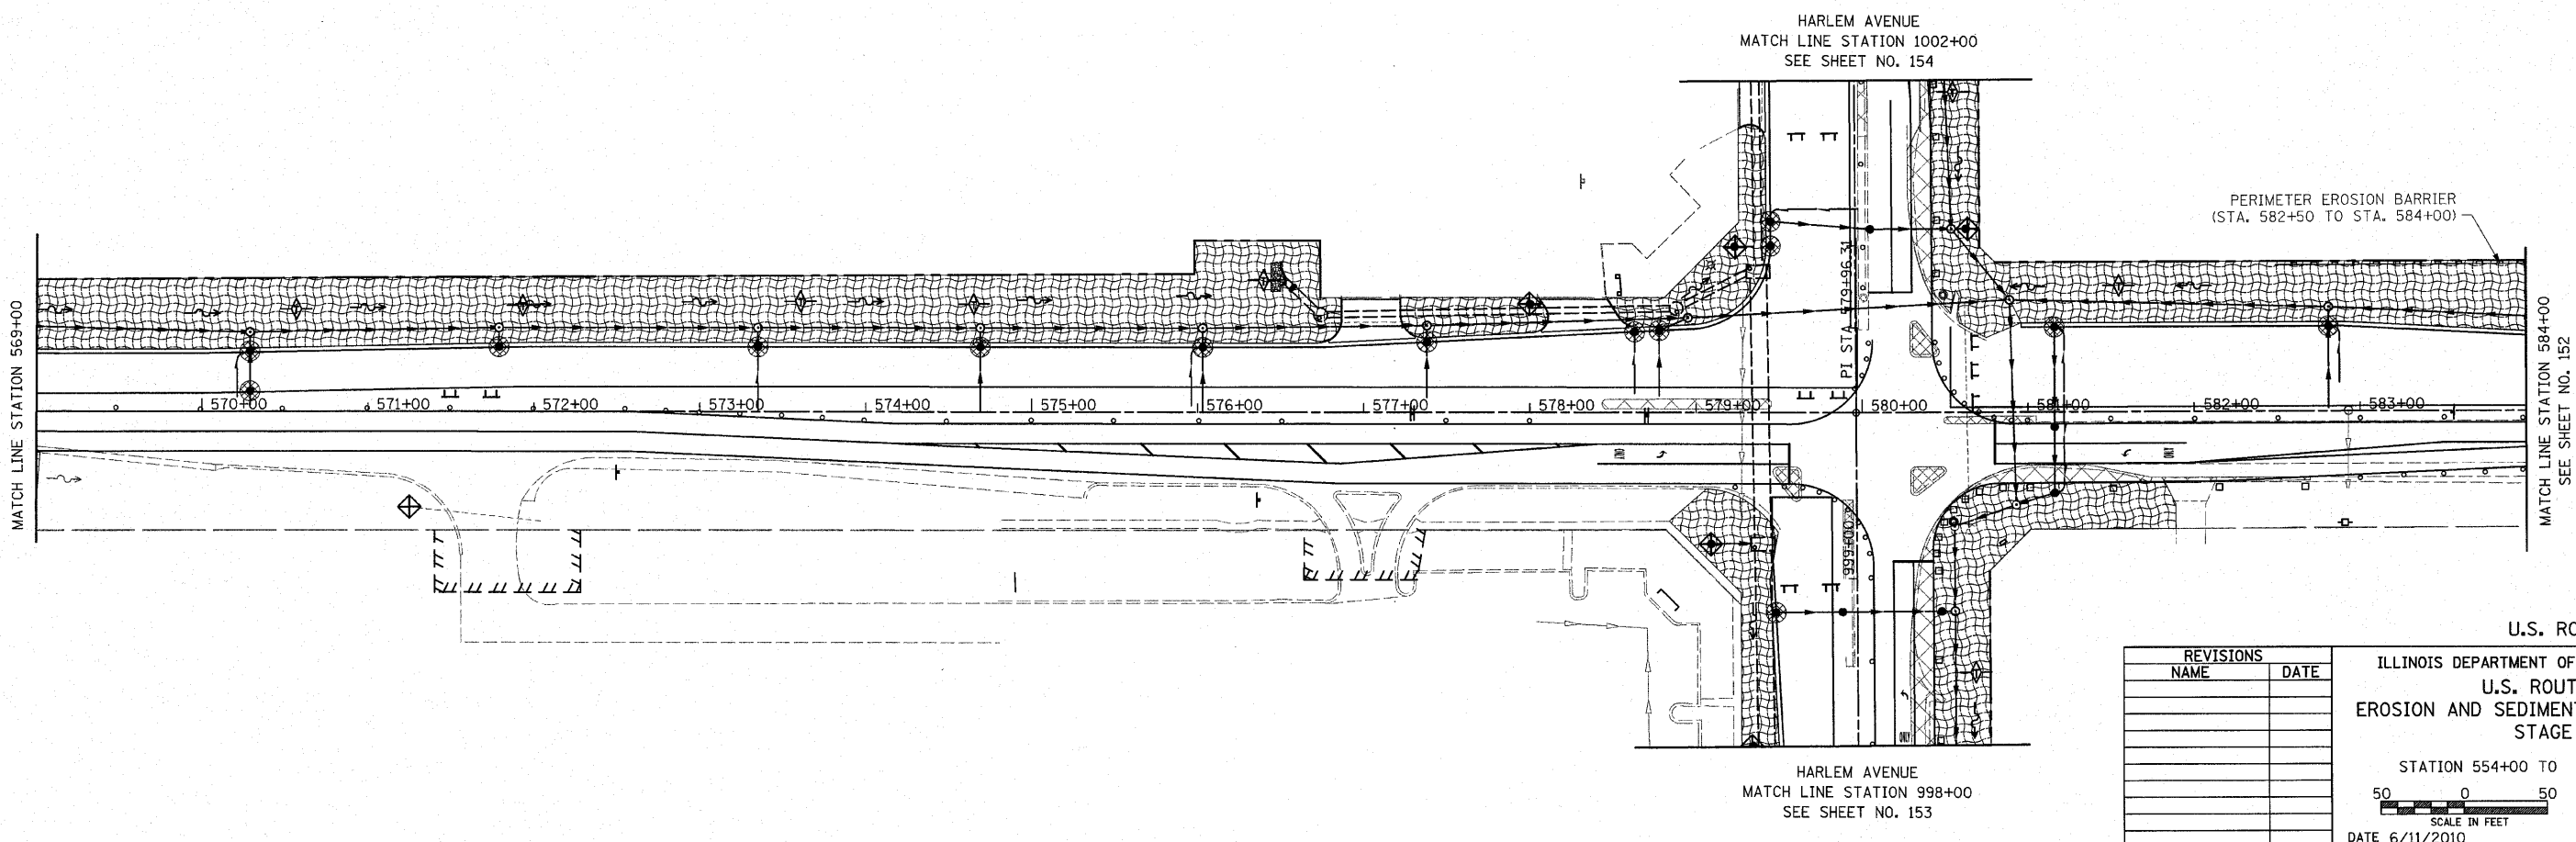 HARLEM AVENUE
MATCH LINE STATION 1002+00
SEE SHEET NO. 154
PERIMETER EROSION BARRIER
(STA. 582+50 TO STA. 584+00)
MATCH LINE STATION 569+00
PI STA 579+96.31
570+00
571+00
572+00
573+00
574+00
575+00
576+00
577+00
578+00
579+00
580+00
581+00
582+00
583+00
MATCH LINE STATION 584+00
SEE SHEET NO. 152
ONLY
ONLY
999+00
ONLY
HARLEM AVENUE
MATCH LINE STATION 998+00
SEE SHEET NO. 153
U.S. RO
REVISIONS
NAME DATE
ILLINOIS DEPARTMENT OF
U.S. ROUT
EROSION AND SEDIMENT
STAGE
STATION 554+00 TO
50 0 50
SCALE IN FEET
DATE 6/11/2010